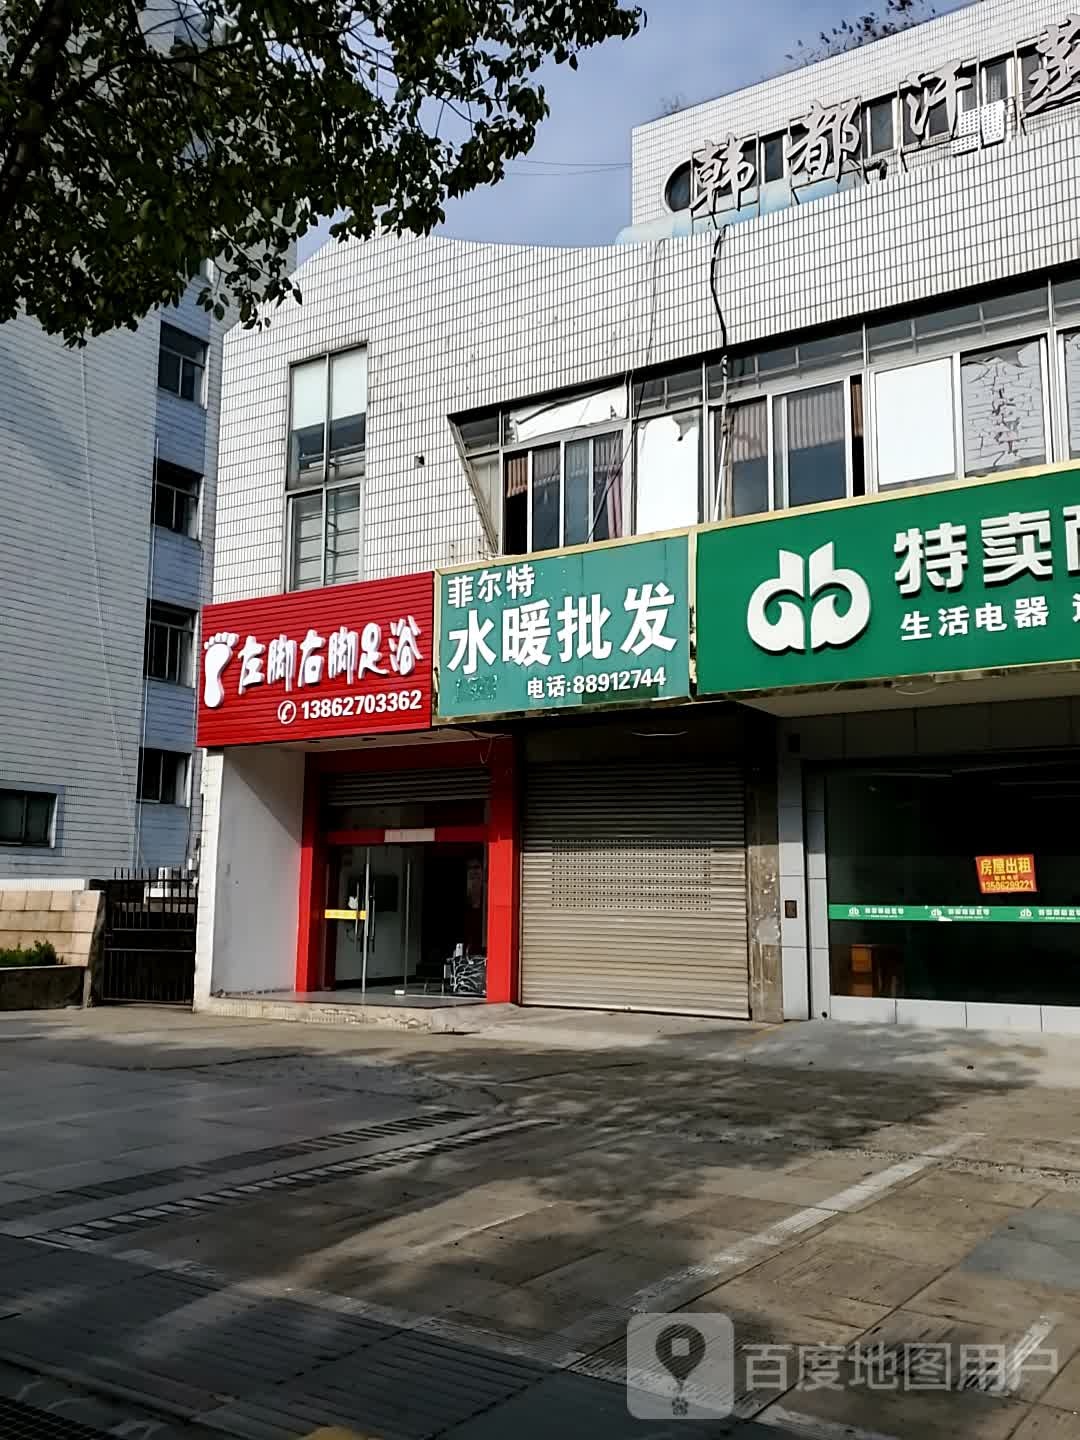 韩都汗蒸
左脚右脚足浴
13862703362
菲尔特
水暖批发
电话:88912744
特卖
生活电器
房屋出租
百度地图用户